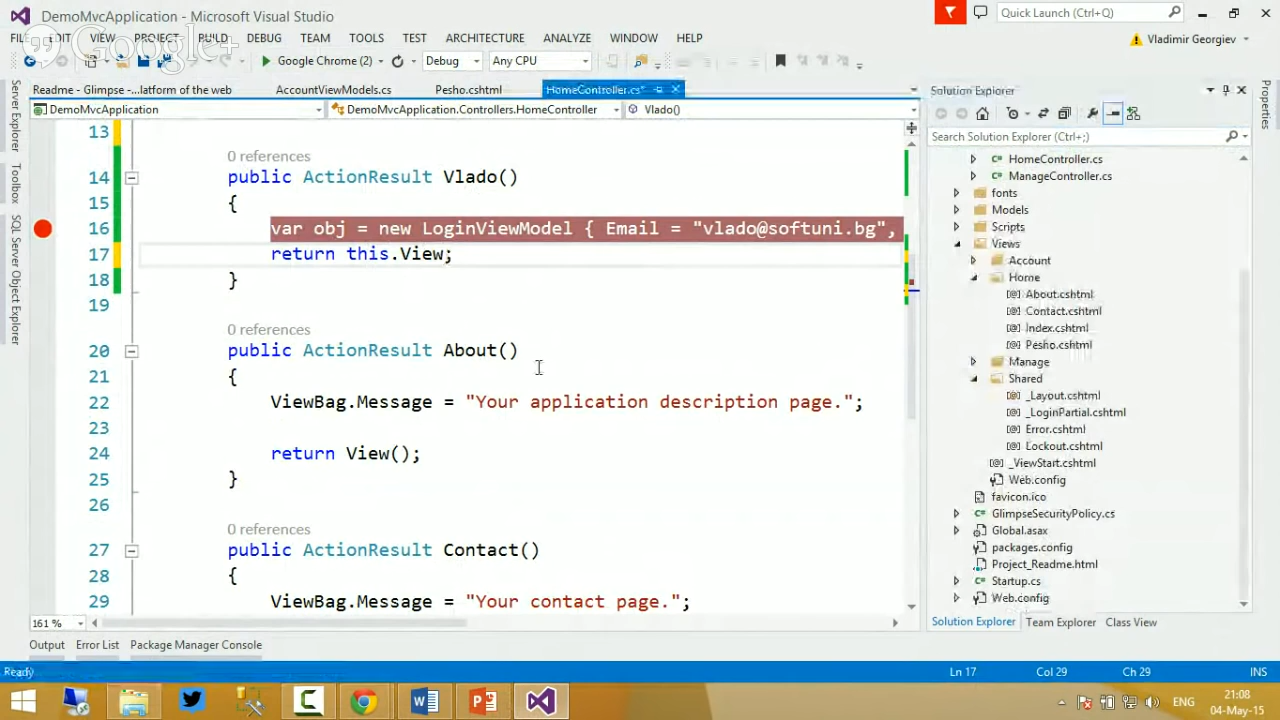 DemoMvcApplication - Microsoft Visual Studio
Quick Launch (Ctrl+Q)
FILE EDIT VIEW PROJECT BUILD DEBUG TEAM TOOLS TEST ARCHITECTURE ANALYZE WINDOW HELP
Vladimir Georgiev
Google+
Google Chrome (2)
Debug
Any CPU
Readme - Glimpse ...latform of the web
AccountViewModels.cs
Pesho.cshtml
HomeController.cs*
DemoMvcApplication
DemoMvcApplication.Controllers.HomeController
Vlado()
Server Explorer
Toolbox
SQL Server Object Explorer
13
0 references
14 public ActionResult Vlado()
15 {
16 var obj = new LoginViewModel { Email = "vlado@softuni.bg",
17 return this.View;
18 }
19
0 references
20 public ActionResult About()
21 {
22 ViewBag.Message = "Your application description page.";
23
24 return View();
25 }
26
0 references
27 public ActionResult Contact()
28 {
29 ViewBag.Message = "Your contact page.";
161 %
Solution Explorer
Search Solution Explorer (Ctrl+;)
HomeController.cs
ManageController.cs
fonts
Models
Scripts
Views
Account
Home
About.cshtml
Contact.cshtml
Index.cshtml
Pesho.cshtml
Manage
Shared
_Layout.cshtml
_LoginPartial.cshtml
Error.cshtml
Lockout.cshtml
_ViewStart.cshtml
Web.config
favicon.ico
GlimpseSecurityPolicy.cs
Global.asax
packages.config
Project_Readme.html
Startup.cs
Web.config
Solution Explorer Team Explorer Class View
Properties
Output Error List Package Manager Console
Ready
Ln 17
Col 29
Ch 29
INS
ENG
21:08
04-May-15